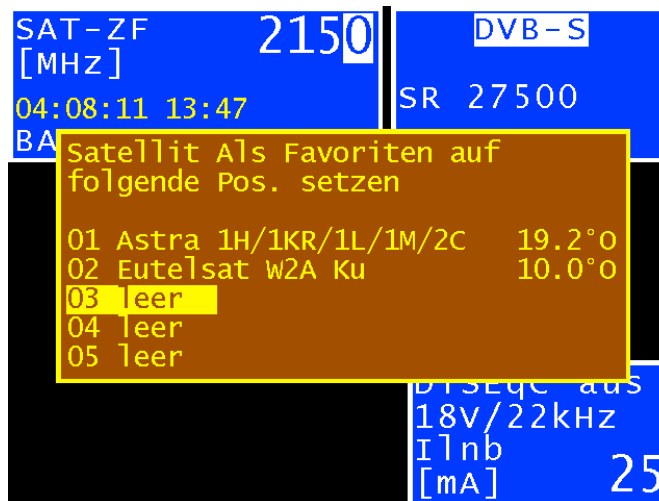 SAT-ZF 2150
[MHz]
04:08:11 13:47
BA
DVB-S
SR 27500
Satellit Als Favoriten auf
folgende Pos. setzen
01 Astra 1H/1KR/1L/1M/2C 19.2°O
02 Eutelsat W2A Ku 10.0°O
03 leer
04 leer
05 leer
DiSEqC aus
18V/22kHz
Ilnb
[mA] 25